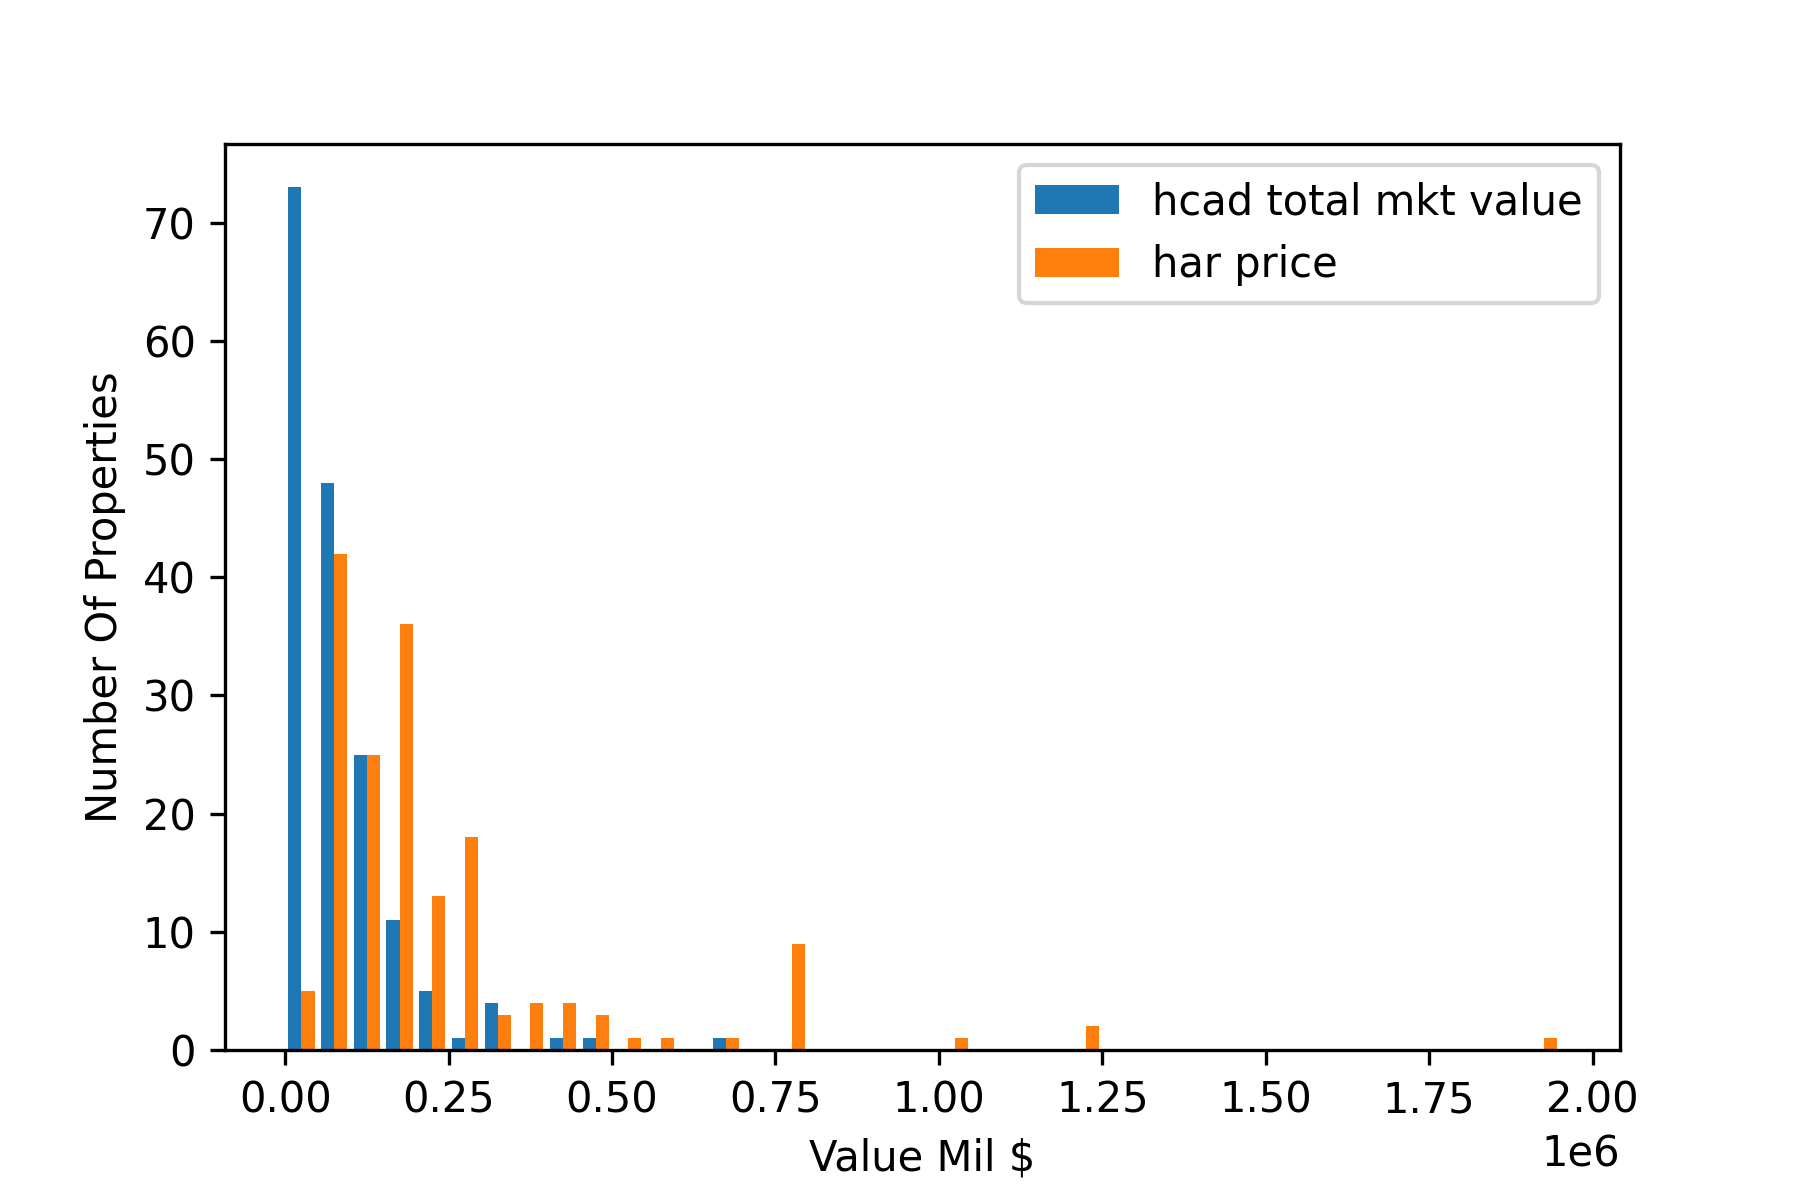 hcad total mkt value
har price
70
60
50
40
30
20
10
0
Number Of Properties
0.00 0.25 0.50 0.75 1.00 1.25 1.50 1.75 2.00
Value Mil $
1e6